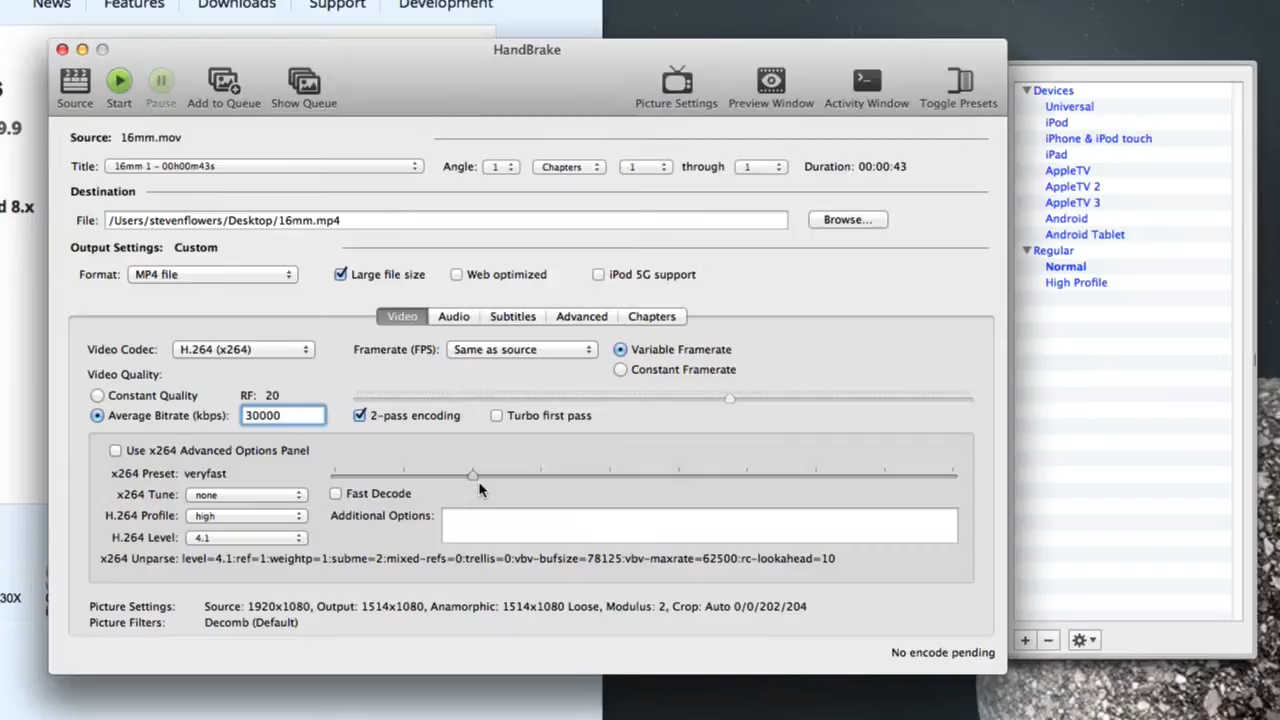 News Features Downloads Support Development
HandBrake
Source Start Pause Add to Queue Show Queue Picture Settings Preview Window Activity Window Toggle Presets
Source: 16mm.mov
Title: 16mm 1 - 00h00m43s Angle: 1 Chapters 1 through 1 Duration: 00:00:43
Destination
File: /Users/stevenflowers/Desktop/16mm.mp4 Browse...
Output Settings: Custom
Format: MP4 file Large file size Web optimized iPod 5G support
Video Audio Subtitles Advanced Chapters
Video Codec: H.264 (x264) Framerate (FPS): Same as source Variable Framerate
Constant Framerate
Video Quality:
Constant Quality RF: 20
Average Bitrate (kbps): 30000 2-pass encoding Turbo first pass
Use x264 Advanced Options Panel
x264 Preset: veryfast
x264 Tune: none Fast Decode
H.264 Profile: high Additional Options:
H.264 Level: 4.1
x264 Unparse: level=4.1:ref=1:weightp=1:subme=2:mixed-refs=0:trellis=0:vbv-bufsize=78125:vbv-maxrate=62500:rc-lookahead=10
Picture Settings: Source: 1920x1080, Output: 1514x1080, Anamorphic: 1514x1080 Loose, Modulus: 2, Crop: Auto 0/0/202/204
Picture Filters: Decomb (Default)
No encode pending
Devices
Universal
iPod
iPhone & iPod touch
iPad
AppleTV
AppleTV 2
AppleTV 3
Android
Android Tablet
Regular
Normal
High Profile
9.9
d 8.x
30X